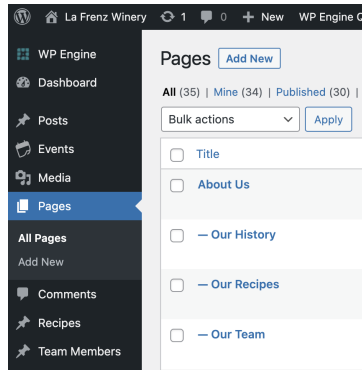 La Frenz Winery 1 0 + New WP Engine Q
WP Engine
Dashboard
Posts
Events
Media
Pages
All Pages
Add New
Comments
Recipes
Team Members
Pages Add New
All (35) | Mine (34) | Published (30) |
Bulk actions Apply
Title
About Us
— Our History
— Our Recipes
— Our Team